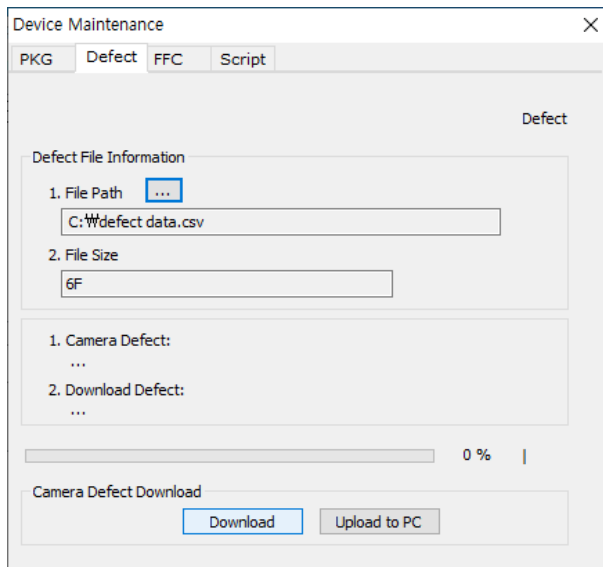 Device Maintenance
PKG Defect FFC Script
Defect
Defect File Information
1. File Path ...
C:₩defect data.csv
2. File Size
6F
1. Camera Defect:
...
2. Download Defect:
...
0 % |
Camera Defect Download
Download Upload to PC